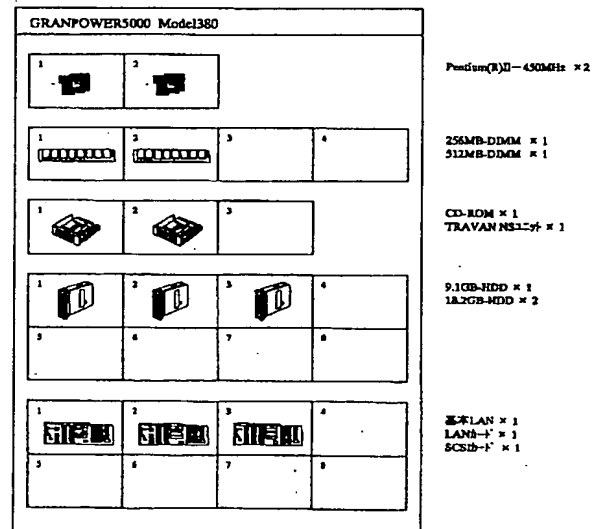 GRANPOWER5000 Model380
1
2
Pentium(R)II-450MHz ×2
1
2
3
4
256MB-DIMM × 1
512MB-DIMM × 1
1
2
3
CD-ROM × 1
TRAVAN NSユニット × 1
1
2
3
4
9.1GB-HDD × 1
18.2GB-HDD × 2
5
6
7
8
1
2
3
4
基本LAN × 1
LANカード × 1
SCSIカード × 1
5
6
7
8